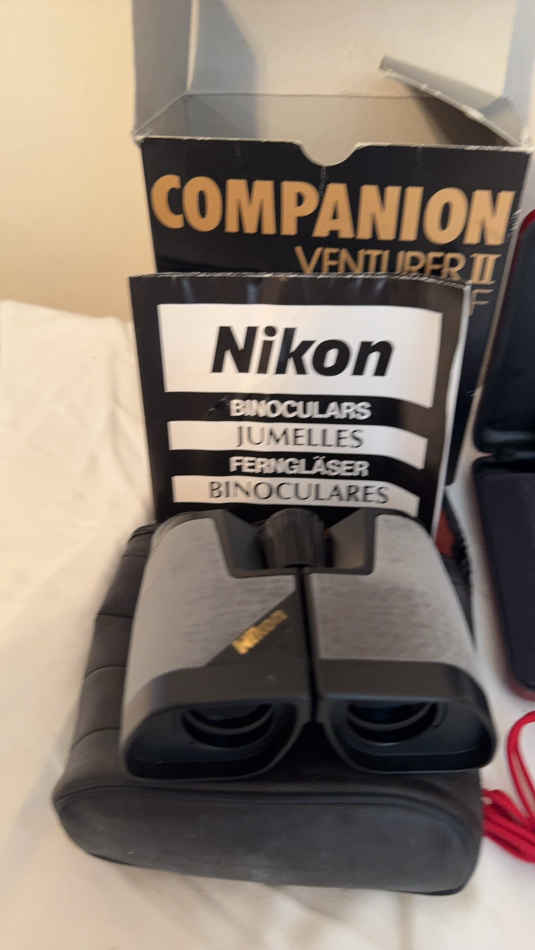 COMPANION
VENTURER II
F
Nikon
BINOCULARS
JUMELLES
FERNGLÄSER
BINOCULARES
Nikon